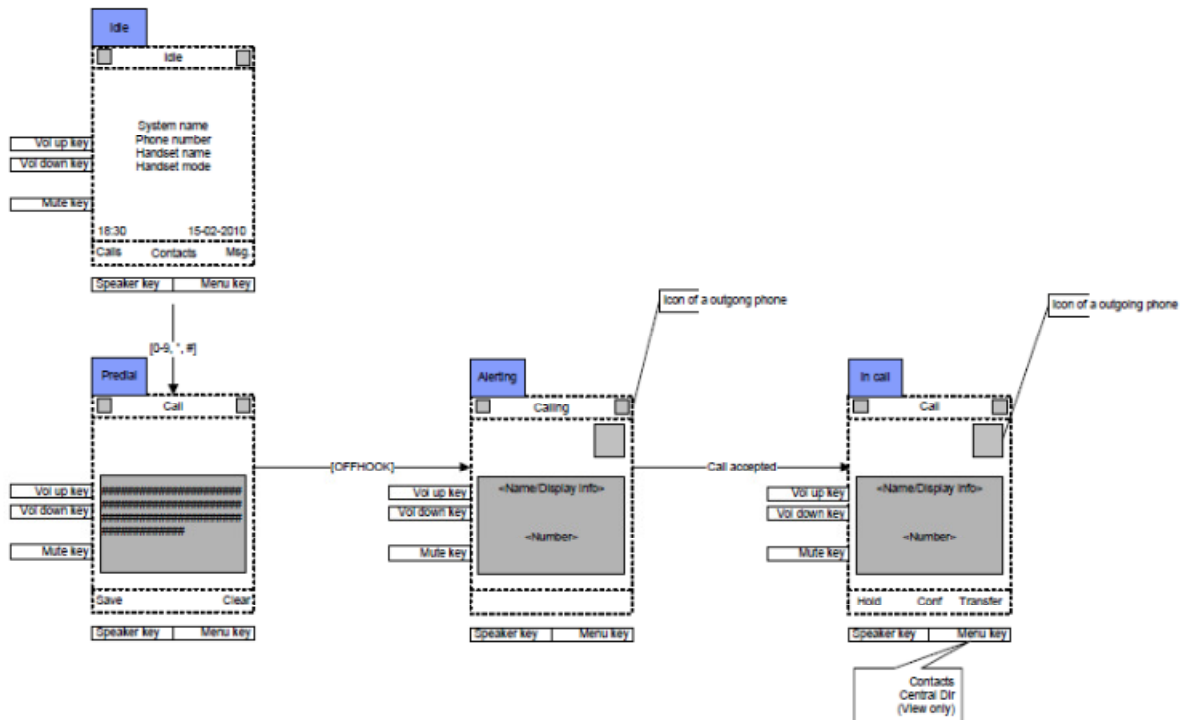 Idle
Idle
System name
Phone number
Handset name
Handset mode
Vol up key
Vol down key
Mute key
18:30 15-02-2010
Calls Contacts Msg.
Speaker key Menu key
[0-9, *, #]
Predial
Call
Vol up key
Vol down key
Mute key
Save Clear
Speaker key Menu key
[OFFHOOK]
Icon of a outgong phone
Alerting
Calling
Vol up key
Vol down key
Mute key
«Name/Display info»
«Number»
Speaker key Menu key
Call accepted
Icon of a outgoing phone
In call
Call
Vol up key
Vol down key
Mute key
«Name/Display info»
«Number»
Hold Conf Transfer
Speaker key Menu key
Contacts
Central Dir
(View only)